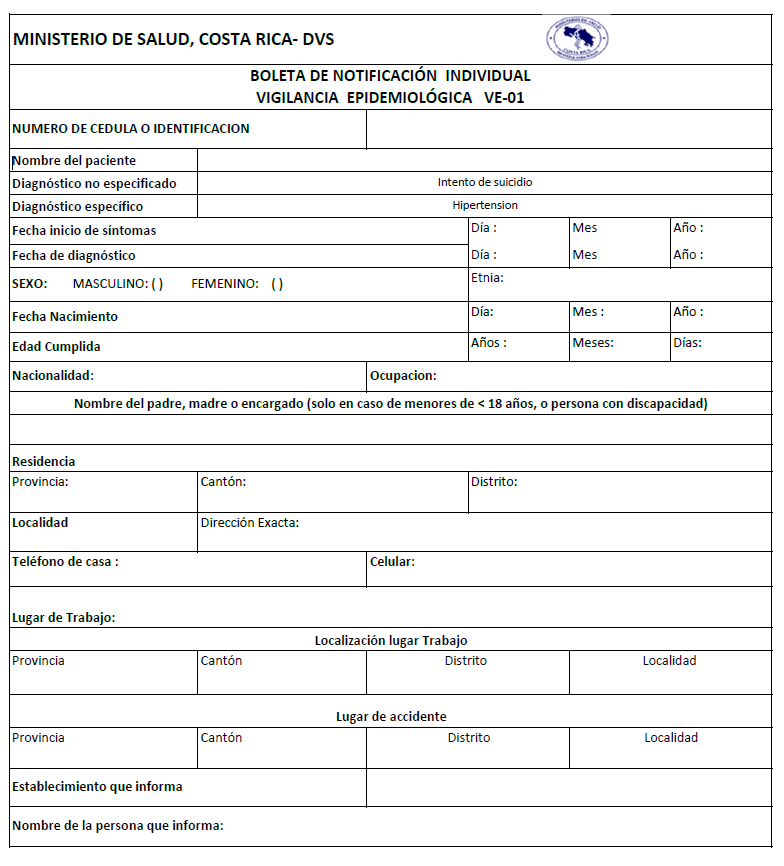 MINISTERIO DE SALUD, COSTA RICA- DVS
BOLETA DE NOTIFICACIÓN INDIVIDUAL
VIGILANCIA EPIDEMIOLÓGICA VE-01
NUMERO DE CEDULA O IDENTIFICACION
Nombre del paciente
Diagnóstico no especificado Intento de suicidio
Diagnóstico específico Hipertension
Fecha inicio de síntomas Día : Mes Año :
Fecha de diagnóstico Día : Mes Año :
SEXO: MASCULINO: ( ) FEMENINO: ( ) Etnia:
Fecha Nacimiento Día: Mes : Año :
Edad Cumplida Años : Meses: Días:
Nacionalidad: Ocupacion:
Nombre del padre, madre o encargado (solo en caso de menores de < 18 años, o persona con discapacidad)
Residencia
Provincia: Cantón: Distrito:
Localidad Dirección Exacta:
Teléfono de casa : Celular:
Lugar de Trabajo:
Localización lugar Trabajo
Provincia Cantón Distrito Localidad
Lugar de accidente
Provincia Cantón Distrito Localidad
Establecimiento que informa
Nombre de la persona que informa: